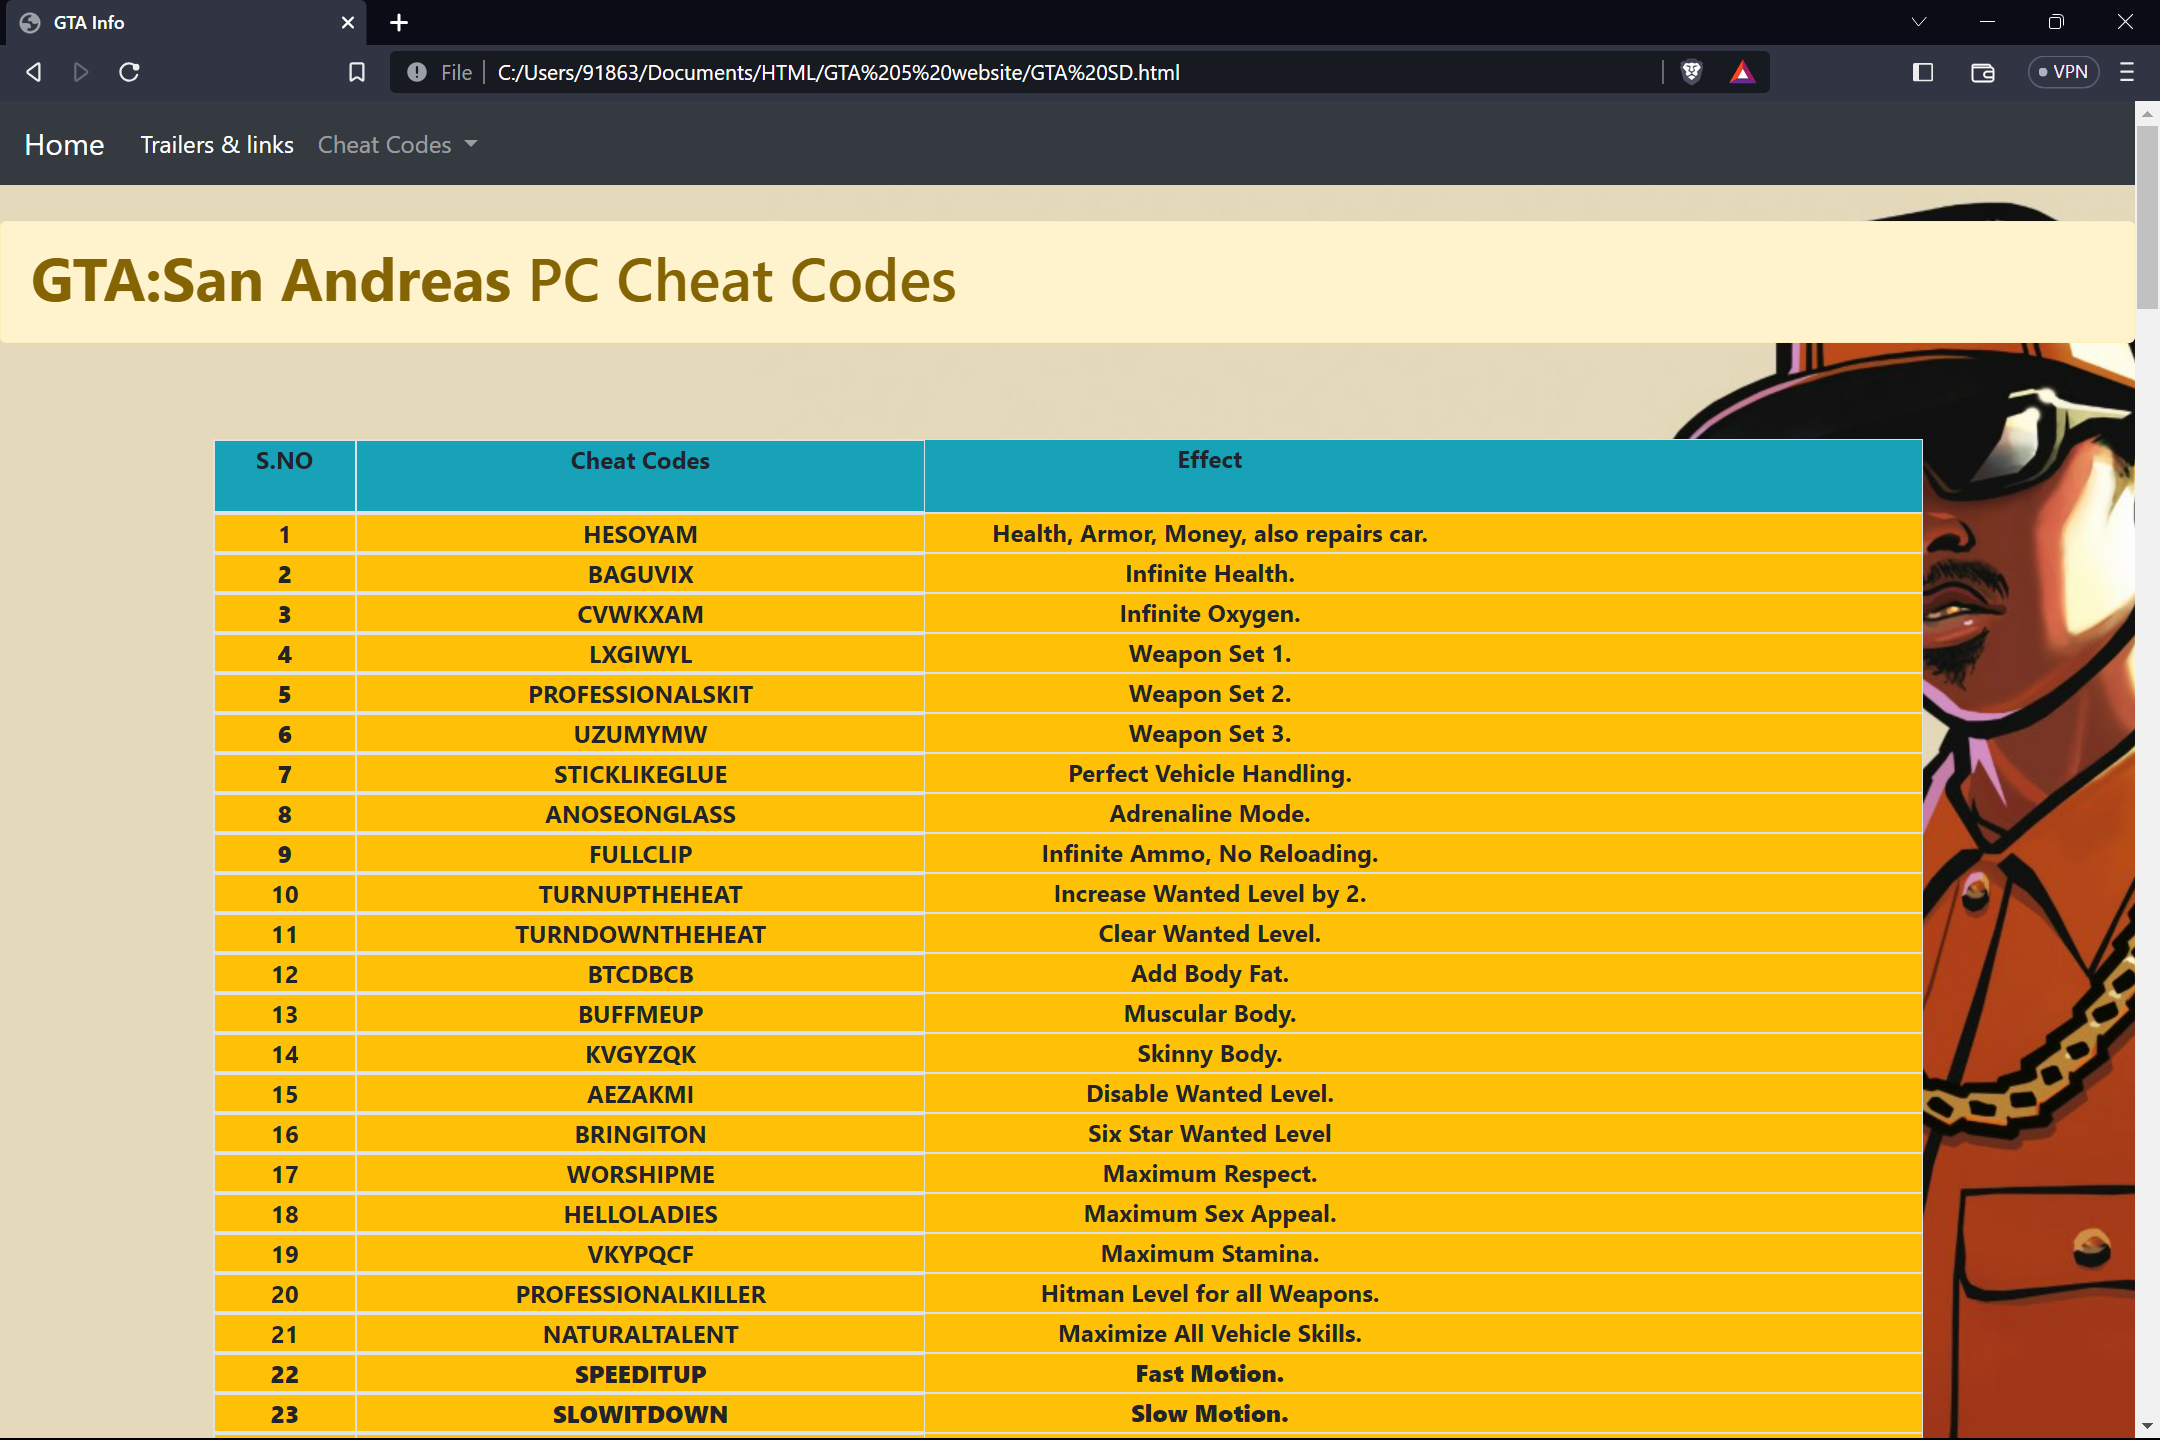 GTA Info
File C:/Users/91863/Documents/HTML/GTA%205%20website/GTA%20SD.html
VPN
Home Trailers & links Cheat Codes
GTA:San Andreas PC Cheat Codes
S.NO Cheat Codes Effect
1 HESOYAM Health, Armor, Money, also repairs car.
2 BAGUVIX Infinite Health.
3 CVWKXAM Infinite Oxygen.
4 LXGIWYL Weapon Set 1.
5 PROFESSIONALSKIT Weapon Set 2.
6 UZUMYMW Weapon Set 3.
7 STICKLIKEGLUE Perfect Vehicle Handling.
8 ANOSEONGLASS Adrenaline Mode.
9 FULLCLIP Infinite Ammo, No Reloading.
10 TURNUPTHEHEAT Increase Wanted Level by 2.
11 TURNDOWNTHEHEAT Clear Wanted Level.
12 BTCDBCB Add Body Fat.
13 BUFFMEUP Muscular Body.
14 KVGYZQK Skinny Body.
15 AEZAKMI Disable Wanted Level.
16 BRINGITON Six Star Wanted Level
17 WORSHIPME Maximum Respect.
18 HELLOLADIES Maximum Sex Appeal.
19 VKYPQCF Maximum Stamina.
20 PROFESSIONALKILLER Hitman Level for all Weapons.
21 NATURALTALENT Maximize All Vehicle Skills.
22 SPEEDITUP Fast Motion.
23 SLOWITDOWN Slow Motion.